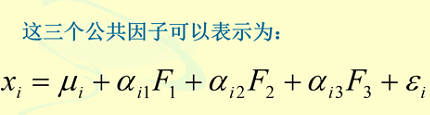 这三个公共因子可以表示为：
xᵢ = μᵢ + αᵢ₁F₁ + αᵢ₂F₂ + αᵢ₃F₃ + εᵢ